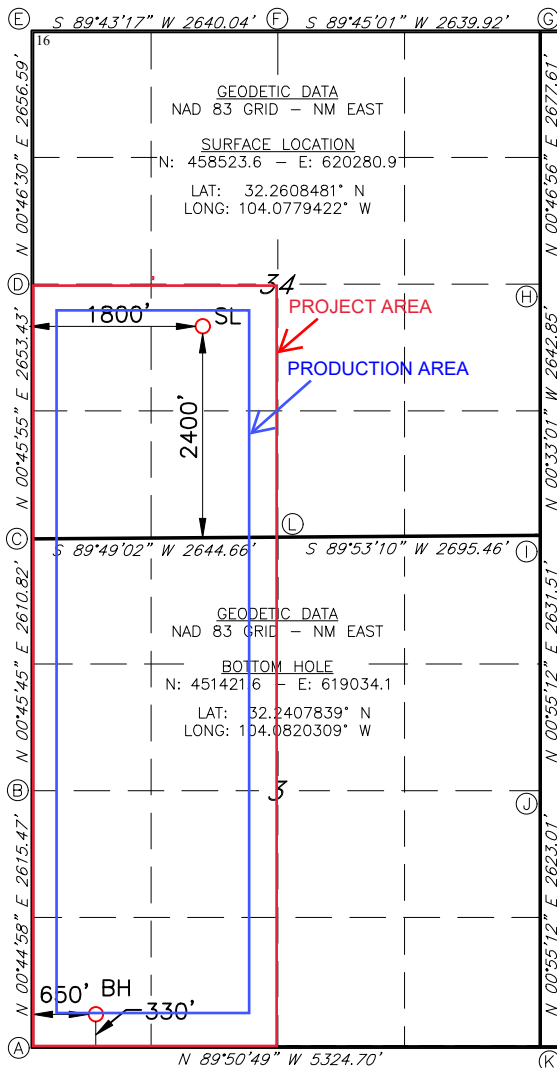 E S 89°43'17" W 2640.04' F S 89°45'01" W 2639.92' G
16
N 00°46'30" E 2656.59'
N 00°46'56" E 2677.61'
GEODETIC DATA
NAD 83 GRID – NM EAST
SURFACE LOCATION
N: 458523.6 – E: 620280.9
LAT: 32.2608481° N
LONG: 104.0779422° W
D
34
H
1800' SL
PROJECT AREA
PRODUCTION AREA
2400'
N 00°45'55" E 2653.43'
N 00°33'01" W 2642.85'
L
C S 89°49'02" W 2644.66' S 89°53'10" W 2695.46' I
N 00°45'45" E 2610.82'
N 00°55'12" E 2631.51'
GEODETIC DATA
NAD 83 GRID – NM EAST
BOTTOM HOLE
N: 451421.6 – E: 619034.1
LAT: 32.2407839° N
LONG: 104.0820309° W
B
3
J
N 00°44'58" E 2615.47'
N 00°55'12" E 2623.01'
650' BH
330'
A
N 89°50'49" W 5324.70'
K